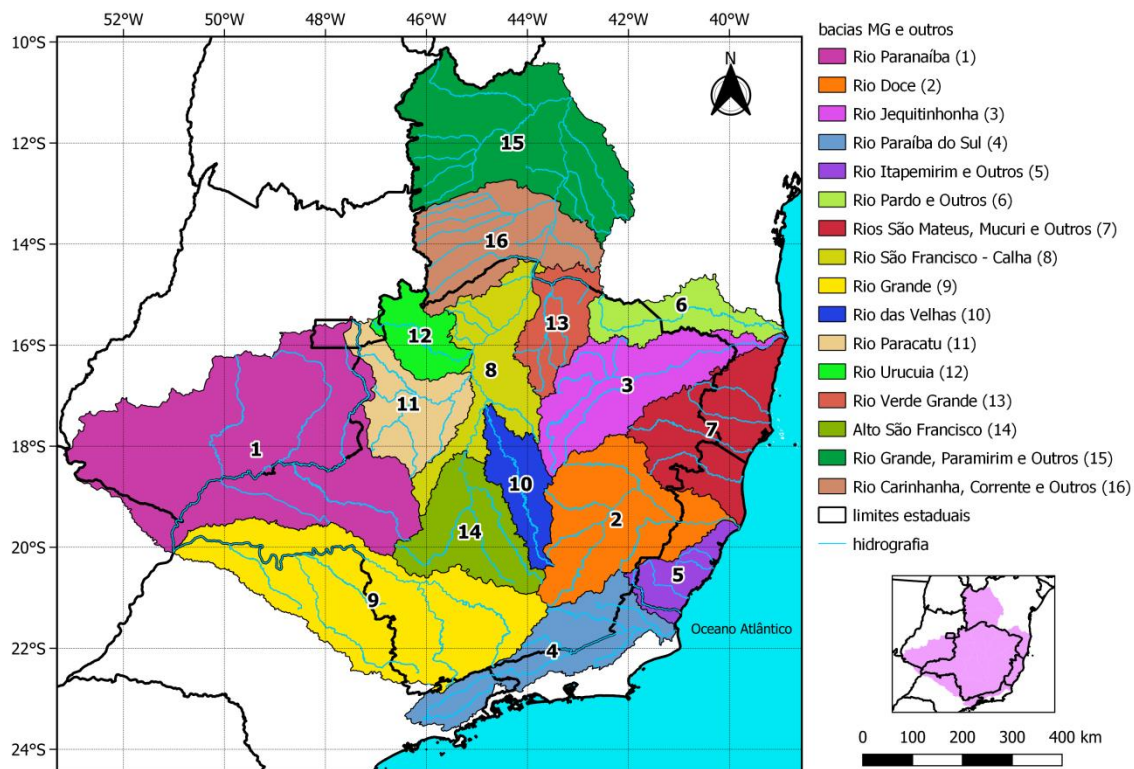 52°W 50°W 48°W 46°W 44°W 42°W 40°W
10°S
12°S
14°S
16°S
18°S
20°S
22°S
24°S
N
15
16
6
12
13
8
3
11
7
1
10
2
14
5
9
4
Oceano Atlântico
bacias MG e outros
Rio Paranaíba (1)
Rio Doce (2)
Rio Jequitinhonha (3)
Rio Paraíba do Sul (4)
Rio Itapemirim e Outros (5)
Rio Pardo e Outros (6)
Rios São Mateus, Mucuri e Outros (7)
Rio São Francisco - Calha (8)
Rio Grande (9)
Rio das Velhas (10)
Rio Paracatu (11)
Rio Urucuia (12)
Rio Verde Grande (13)
Alto São Francisco (14)
Rio Grande, Paramirim e Outros (15)
Rio Carinhanha, Corrente e Outros (16)
limites estaduais
hidrografia
0 100 200 300 400 km